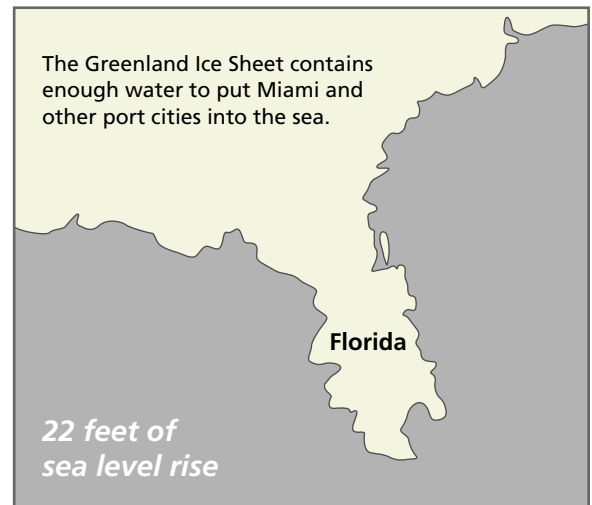 The Greenland Ice Sheet contains
enough water to put Miami and
other port cities into the sea.
Florida
22 feet of
sea level rise